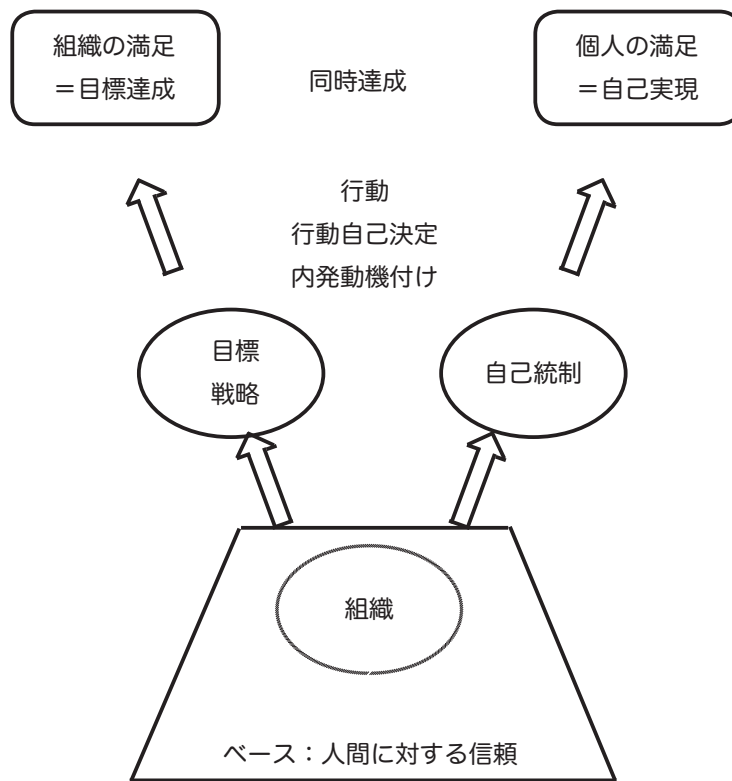 組織の満足
＝目標達成
同時達成
個人の満足
＝自己実現
行動
行動自己決定
内発動機付け
目標
戦略
自己統制
組織
ベース：人間に対する信頼